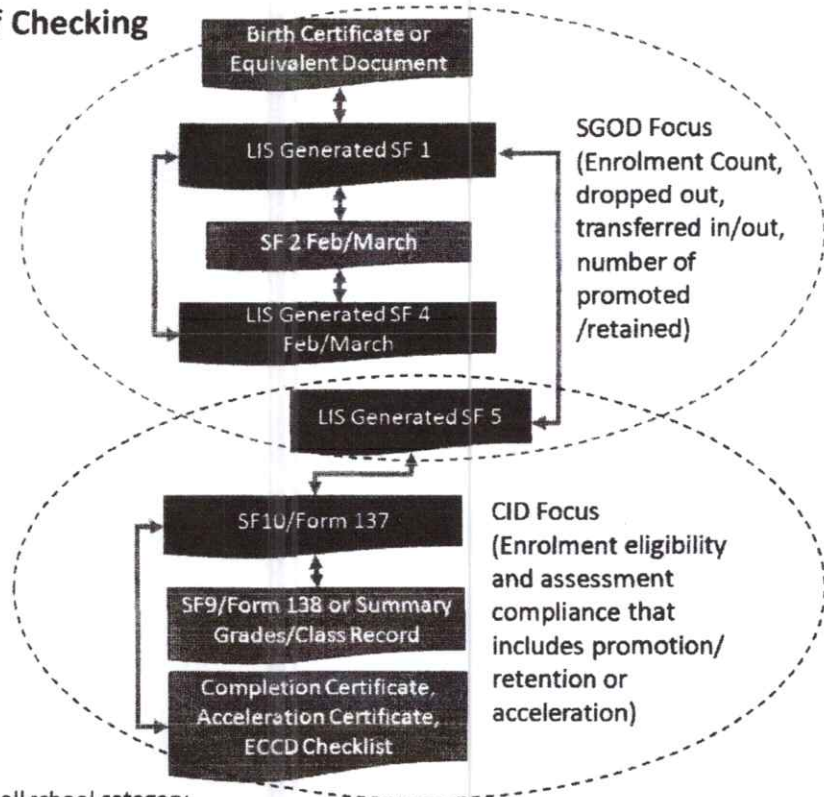 Checking
Birth Certificate or
Equivalent Document
LIS Generated SF 1
SF 2 Feb/March
LIS Generated SF 4
Feb/March
SGOD Focus
(Enrolment Count,
dropped out,
transferred in/out,
number of
promoted
/retained)
LIS Generated SF 5
SF10/Form 137
SF9/Form 138 or Summary
Grades/Class Record
Completion Certificate,
Acceleration Certificate,
ECCD Checklist
CID Focus
(Enrolment eligibility
and assessment
compliance that
includes promotion/
retention or
acceleration)
school category